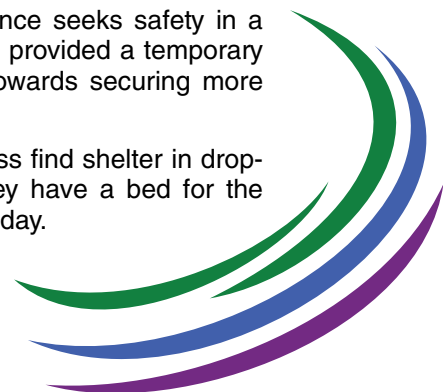 nce seeks safety in a
provided a temporary
owards securing more
ss find shelter in drop-
ey have a bed for the
day.